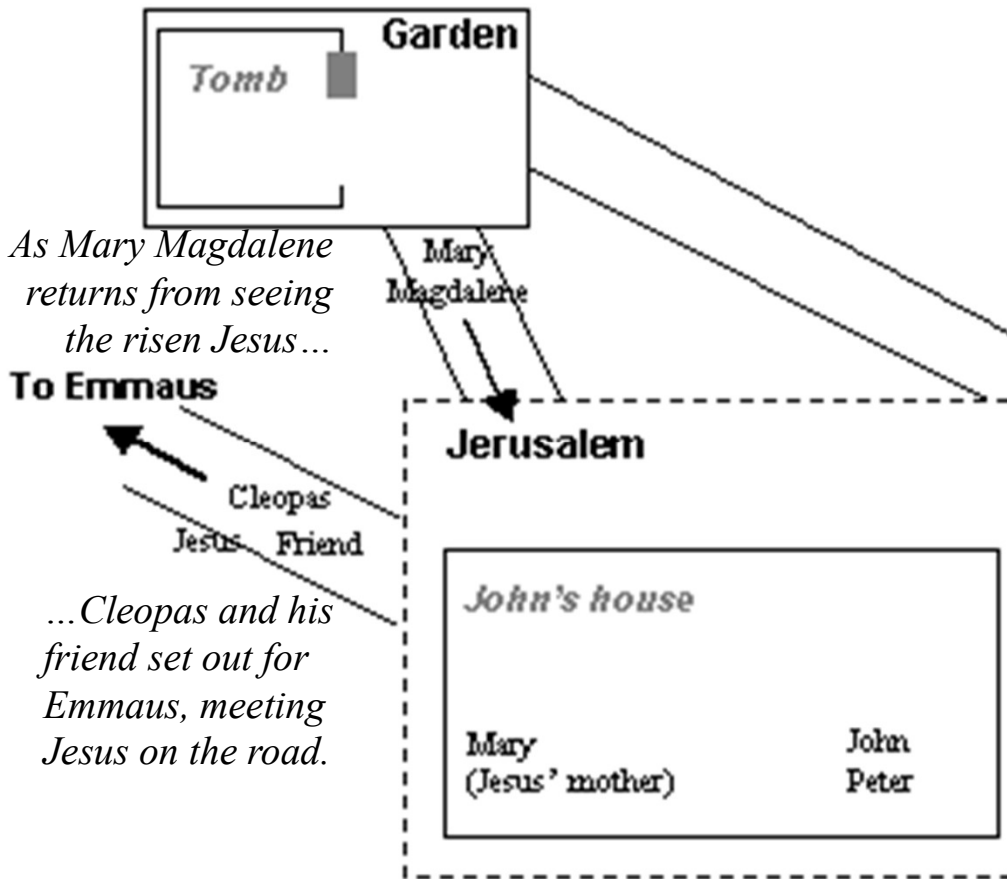 Garden
Tomb
As Mary Magdalene
returns from seeing
the risen Jesus…
Mary
Magdalene
To Emmaus
Jerusalem
Cleopas
Jesus Friend
…Cleopas and his
friend set out for
Emmaus, meeting
Jesus on the road.
John's house
Mary
(Jesus' mother)
John
Peter